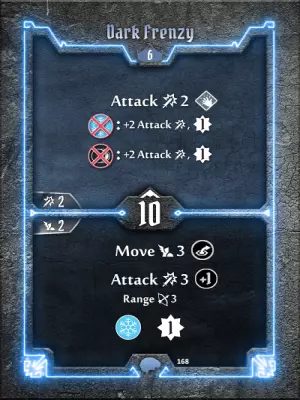 Dark Frenzy
6
Attack 2
: +2 Attack , 1
: +2 Attack , 1
2
10
2
Move 3
Attack 3 +1
Range 3
1
168